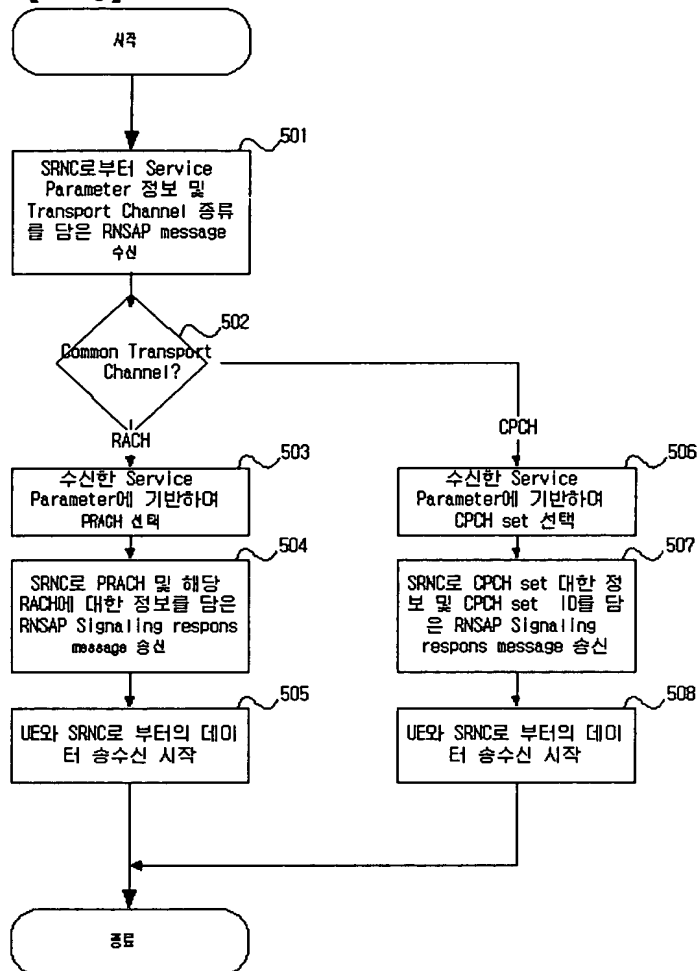 시작
501
SRNC로부터 Service
Parameter 정보 및
Transport Channel 종류
를 담은 RNSAP message
수신
502
Common Transport
Channel?
RACH
CPCH
503
수신한 Service
Parameter에 기반하여
PRACH 선택
504
SRNC로 PRACH 및 해당
RACH에 대한 정보를 담은
RNSAP Signaling respons
message 송신
505
UE와 SRNC로 부터의 데이
터 송수신 시작
506
수신한 Service
Parameter에 기반하여
CPCH set 선택
507
SRNC로 CPCH set 대한 정
보 및 CPCH set ID를 담
은 RNSAP Signaling
respons message 송신
508
UE와 SRNC로 부터의 데이
터 송수신 시작
종료